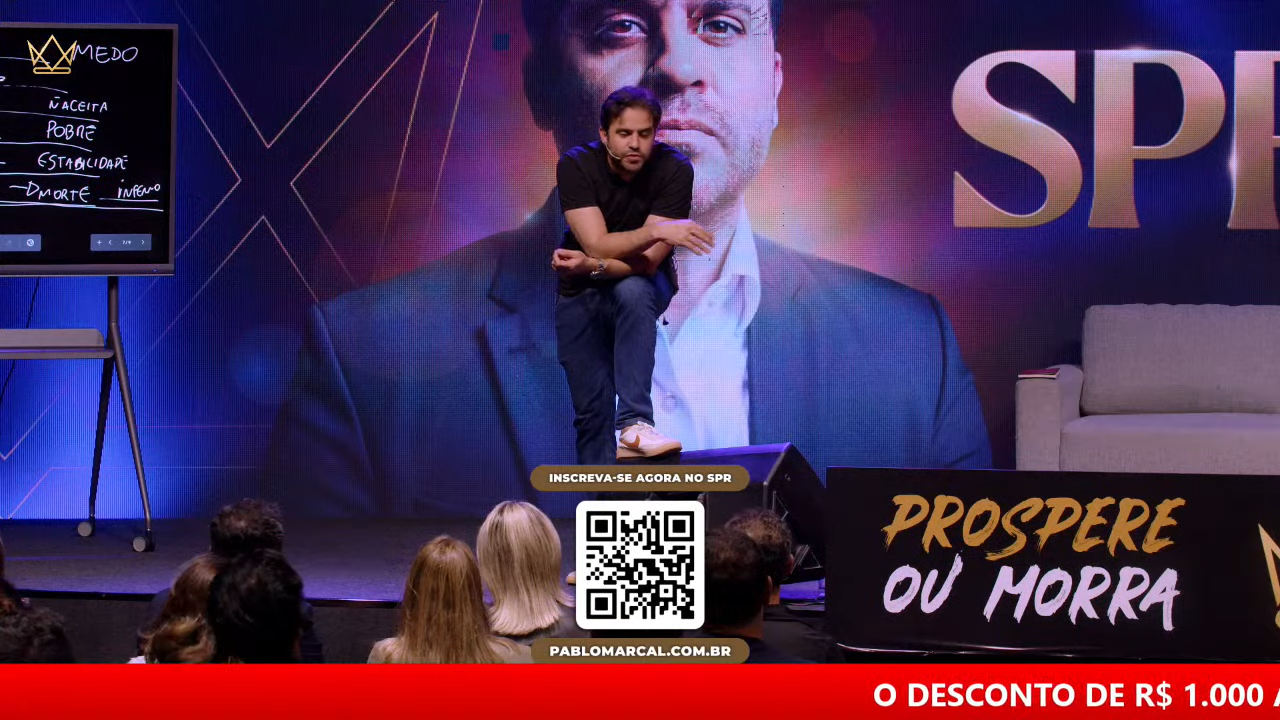 MEDO
ÑACEITA
POBRE
ESTABILIDADE
MORTE INFERNO
SPR
INSCREVA-SE AGORA NO SPR
PROSPERE
OU MORRA
PABLOMARCAL.COM.BR
O DESCONTO DE R$ 1.000